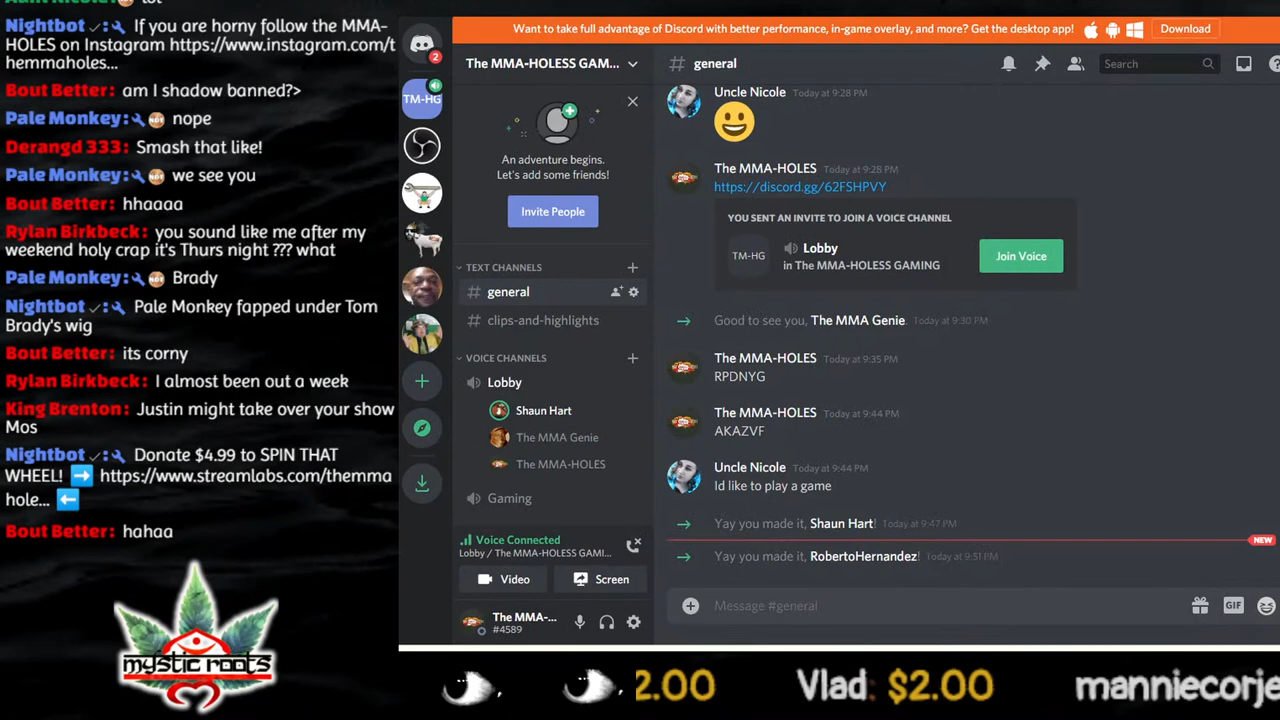 Nightbot If you are horny follow the MMA-
HOLES on Instagram https://www.instagram.com/t
hemmaholes...
Bout Better: am I shadow banned?>
Pale Monkey: nope
Derangd 333: Smash that like!
Pale Monkey: we see you
Bout Better: hhaaaa
Rylan Birkbeck: you sound like me after my
weekend holy crap it's Thurs night ??? what
Pale Monkey: Brady
Nightbot Pale Monkey fapped under Tom
Brady's wig
Bout Better: its corny
Rylan Birkbeck: I almost been out a week
King Brenton: Justin might take over your show
Mos
Nightbot Donate $4.99 to SPIN THAT
WHEEL! ➡ https://www.streamlabs.com/themma
hole... ⬅
Bout Better: hahaa
mystic roots
Want to take full advantage of Discord with better performance, in-game overlay, and more? Get the desktop app!
Download
2
TM-HG
The MMA-HOLESS GAM...
An adventure begins.
Let's add some friends!
Invite People
TEXT CHANNELS
# general
# clips-and-highlights
VOICE CHANNELS
Lobby
Shaun Hart
The MMA Genie
The MMA-HOLES
Gaming
Voice Connected
Lobby / The MMA-HOLESS GAMI...
Video
Screen
The MMA-...
#4589
# general
Search
Uncle Nicole Today at 9:28 PM
The MMA-HOLES Today at 9:28 PM
https://discord.gg/62FSHPVY
YOU SENT AN INVITE TO JOIN A VOICE CHANNEL
TM-HG
Lobby
in The MMA-HOLESS GAMING
Join Voice
Good to see you, The MMA Genie. Today at 9:30 PM
The MMA-HOLES Today at 9:35 PM
RPDNYG
The MMA-HOLES Today at 9:44 PM
AKAZVF
Uncle Nicole Today at 9:44 PM
Id like to play a game
Yay you made it, Shaun Hart! Today at 9:47 PM
NEW
Yay you made it, RobertoHernandez! Today at 9:51 PM
Message #general
GIF
2.00 Vlad: $2.00 manniecorje